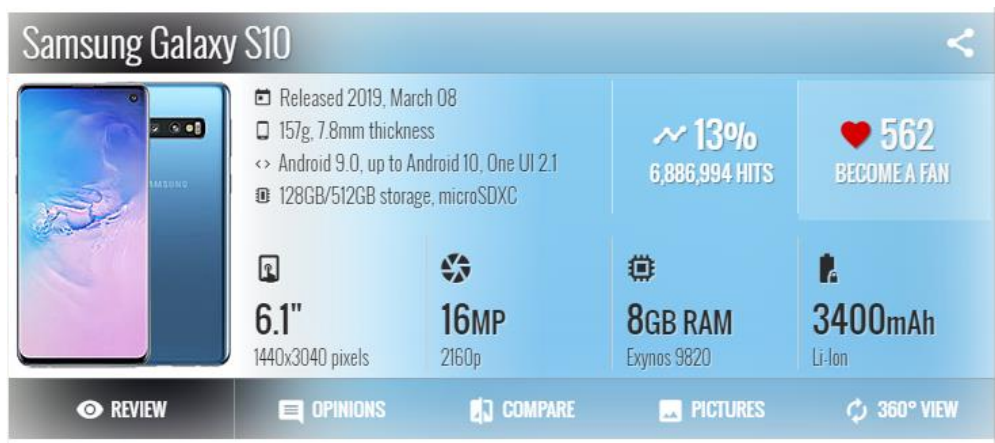 Samsung Galaxy S10
Released 2019, March 08
157g, 7.8mm thickness
Android 9.0, up to Android 10, One UI 2.1
128GB/512GB storage, microSDXC
13%
6,886,994 HITS
562
BECOME A FAN
SAMSUNG
6.1"
1440x3040 pixels
16MP
2160p
8GB RAM
Exynos 9820
3400mAh
Li-Ion
REVIEW
OPINIONS
COMPARE
PICTURES
360° VIEW